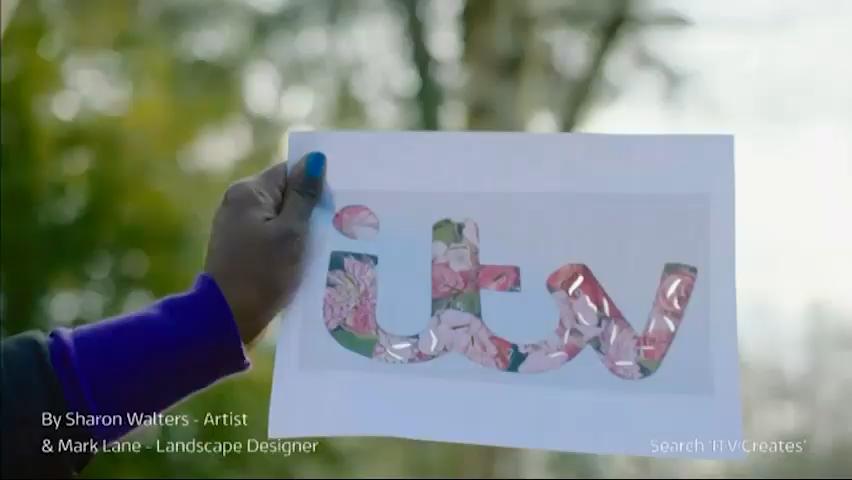 itv
By Sharon Walters - Artist
& Mark Lane - Landscape Designer
Search 'ITV Creates'